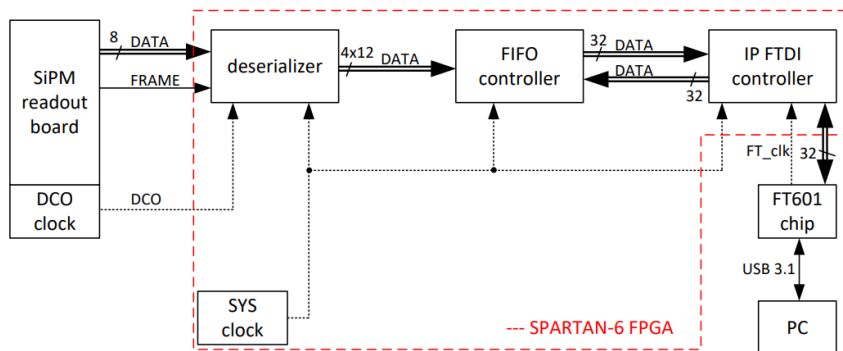 8
DATA
SiPM
readout
board
FRAME
DCO
clock
DCO
deserializer
4x12
DATA
FIFO
controller
32
DATA
DATA
32
IP FTDI
controller
FT_clk
32
FT601
chip
USB 3.1
PC
SYS
clock
--- SPARTAN-6 FPGA